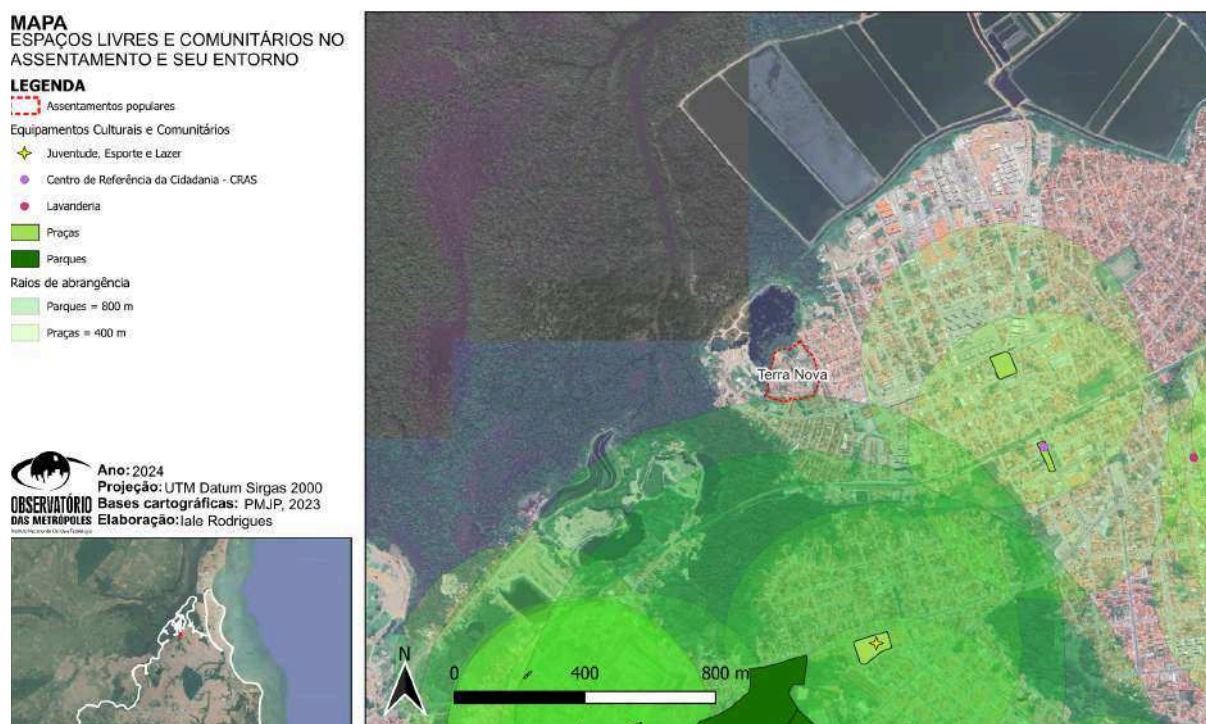 MAPA
ESPAÇOS LIVRES E COMUNITÁRIOS NO
ASSENTAMENTO E SEU ENTORNO
LEGENDA
Assentamentos populares
Equipamentos Culturais e Comunitários
Juventude, Esporte e Lazer
Centro de Referência da Cidadania - CRAS
Lavanderia
Praças
Parques
Raios de abrangência
Parques = 800 m
Praças = 400 m
OBSERVATÓRIO
DAS METRÓPOLES
Ano: 2024
Projeção: UTM Datum Sirgas 2000
Bases cartográficas: PMJP, 2023
Elaboração: Iale Rodrigues
Terra Nova
N
0 400 800 m